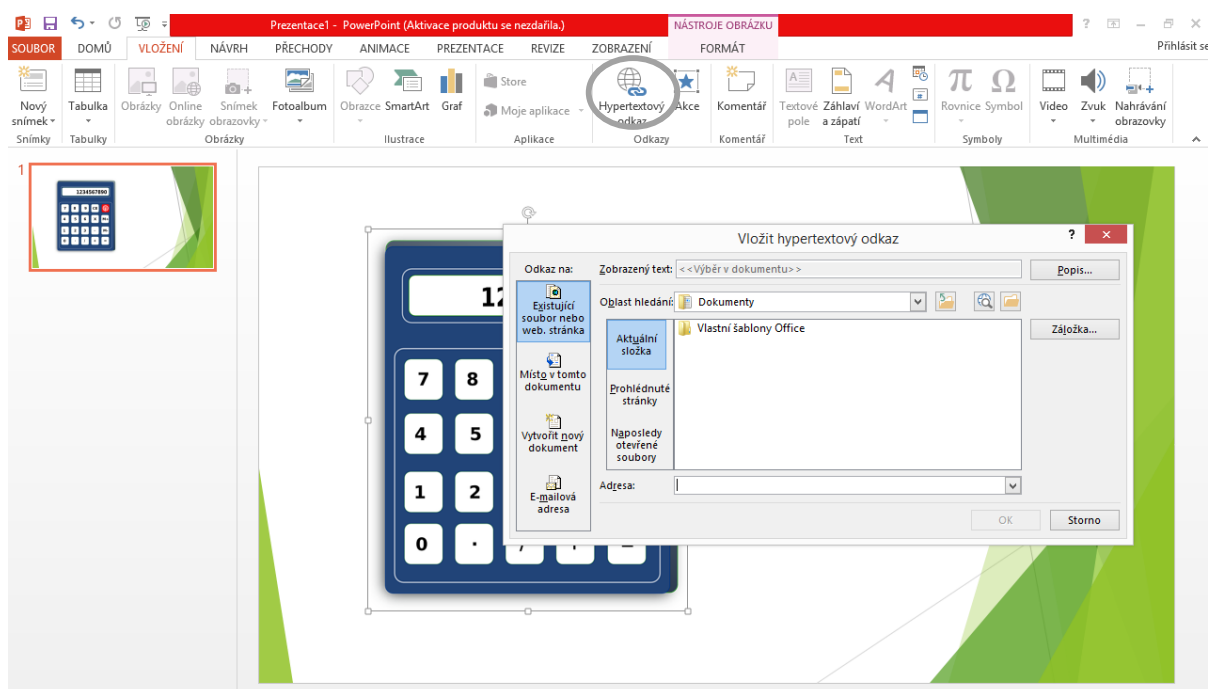 Prezentace1 - PowerPoint (Aktivace produktu se nezdařila.)
NÁSTROJE OBRÁZKU
?
SOUBOR DOMŮ VLOŽENÍ NÁVRH PŘECHODY ANIMACE PREZENTACE REVIZE ZOBRAZENÍ FORMÁT Přihlásit se
Nový snímek
Tabulka
Obrázky
Online obrázky
Snímek obrazovky
Fotoalbum
Obrazce
SmartArt
Graf
Store
Moje aplikace
Hypertextový odkaz
Akce
Komentář
Textové pole
Záhlaví a zápatí
WordArt
Rovnice
Symbol
Video
Zvuk
Nahrávání obrazovky
Snímky Tabulky Obrázky Ilustrace Aplikace Odkazy Komentář Text Symboly Multimédia
1
1234567890
12
7 8
4 5
1 2
0 ·
Vložit hypertextový odkaz
?
Odkaz na:
Zobrazený text: <<Výběr v dokumentu>>
Popis...
Existující soubor nebo web. stránka
Místo v tomto dokumentu
Vytvořit nový dokument
E-mailová adresa
Oblast hledání: Dokumenty
Aktuální složka
Prohlédnuté stránky
Naposledy otevřené soubory
Vlastní šablony Office
Záložka...
Adresa:
OK
Storno